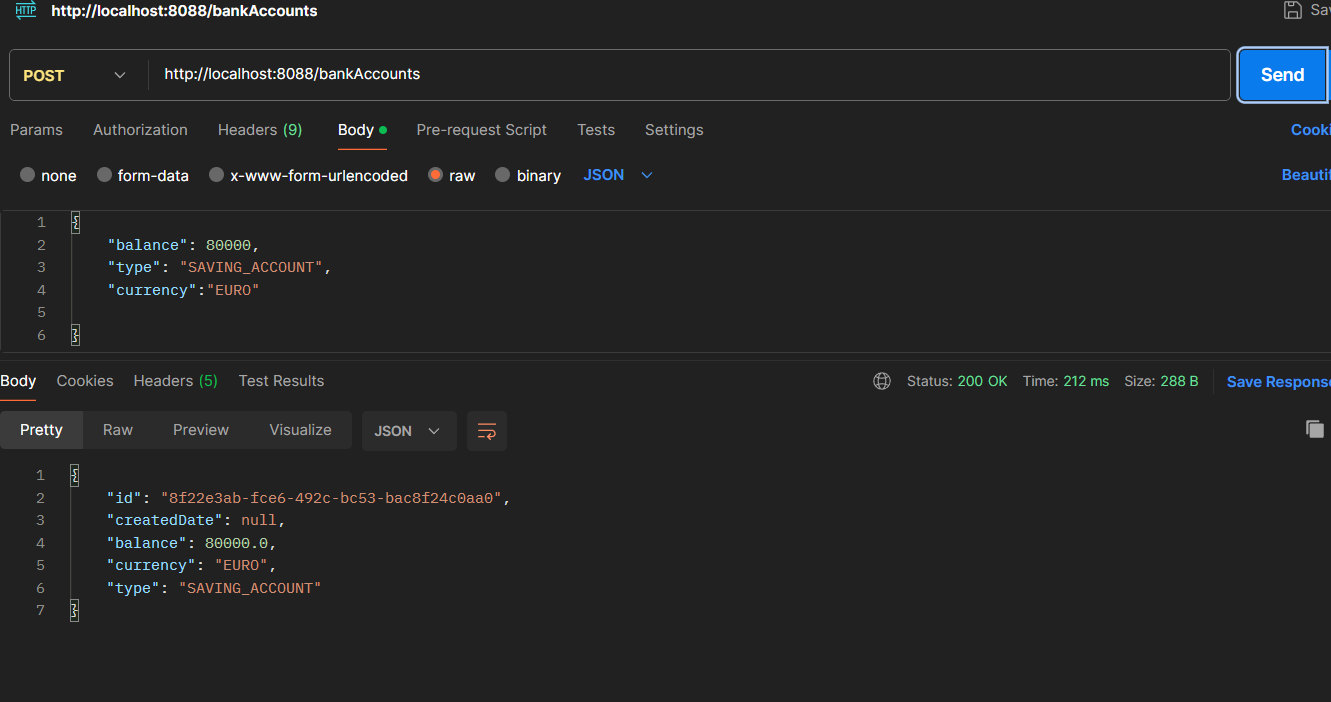 HTTP http://localhost:8088/bankAccounts Sav
POST http://localhost:8088/bankAccounts Send
Params Authorization Headers (9) Body Pre-request Script Tests Settings Cooki
none form-data x-www-form-urlencoded raw binary JSON Beautif
1 {
2 "balance": 80000,
3 "type": "SAVING_ACCOUNT",
4 "currency":"EURO"
5
6 }
Body Cookies Headers (5) Test Results Status: 200 OK Time: 212 ms Size: 288 B Save Respons
Pretty Raw Preview Visualize JSON
1 {
2 "id": "8f22e3ab-fce6-492c-bc53-bac8f24c0aa0",
3 "createdDate": null,
4 "balance": 80000.0,
5 "currency": "EURO",
6 "type": "SAVING_ACCOUNT"
7 }